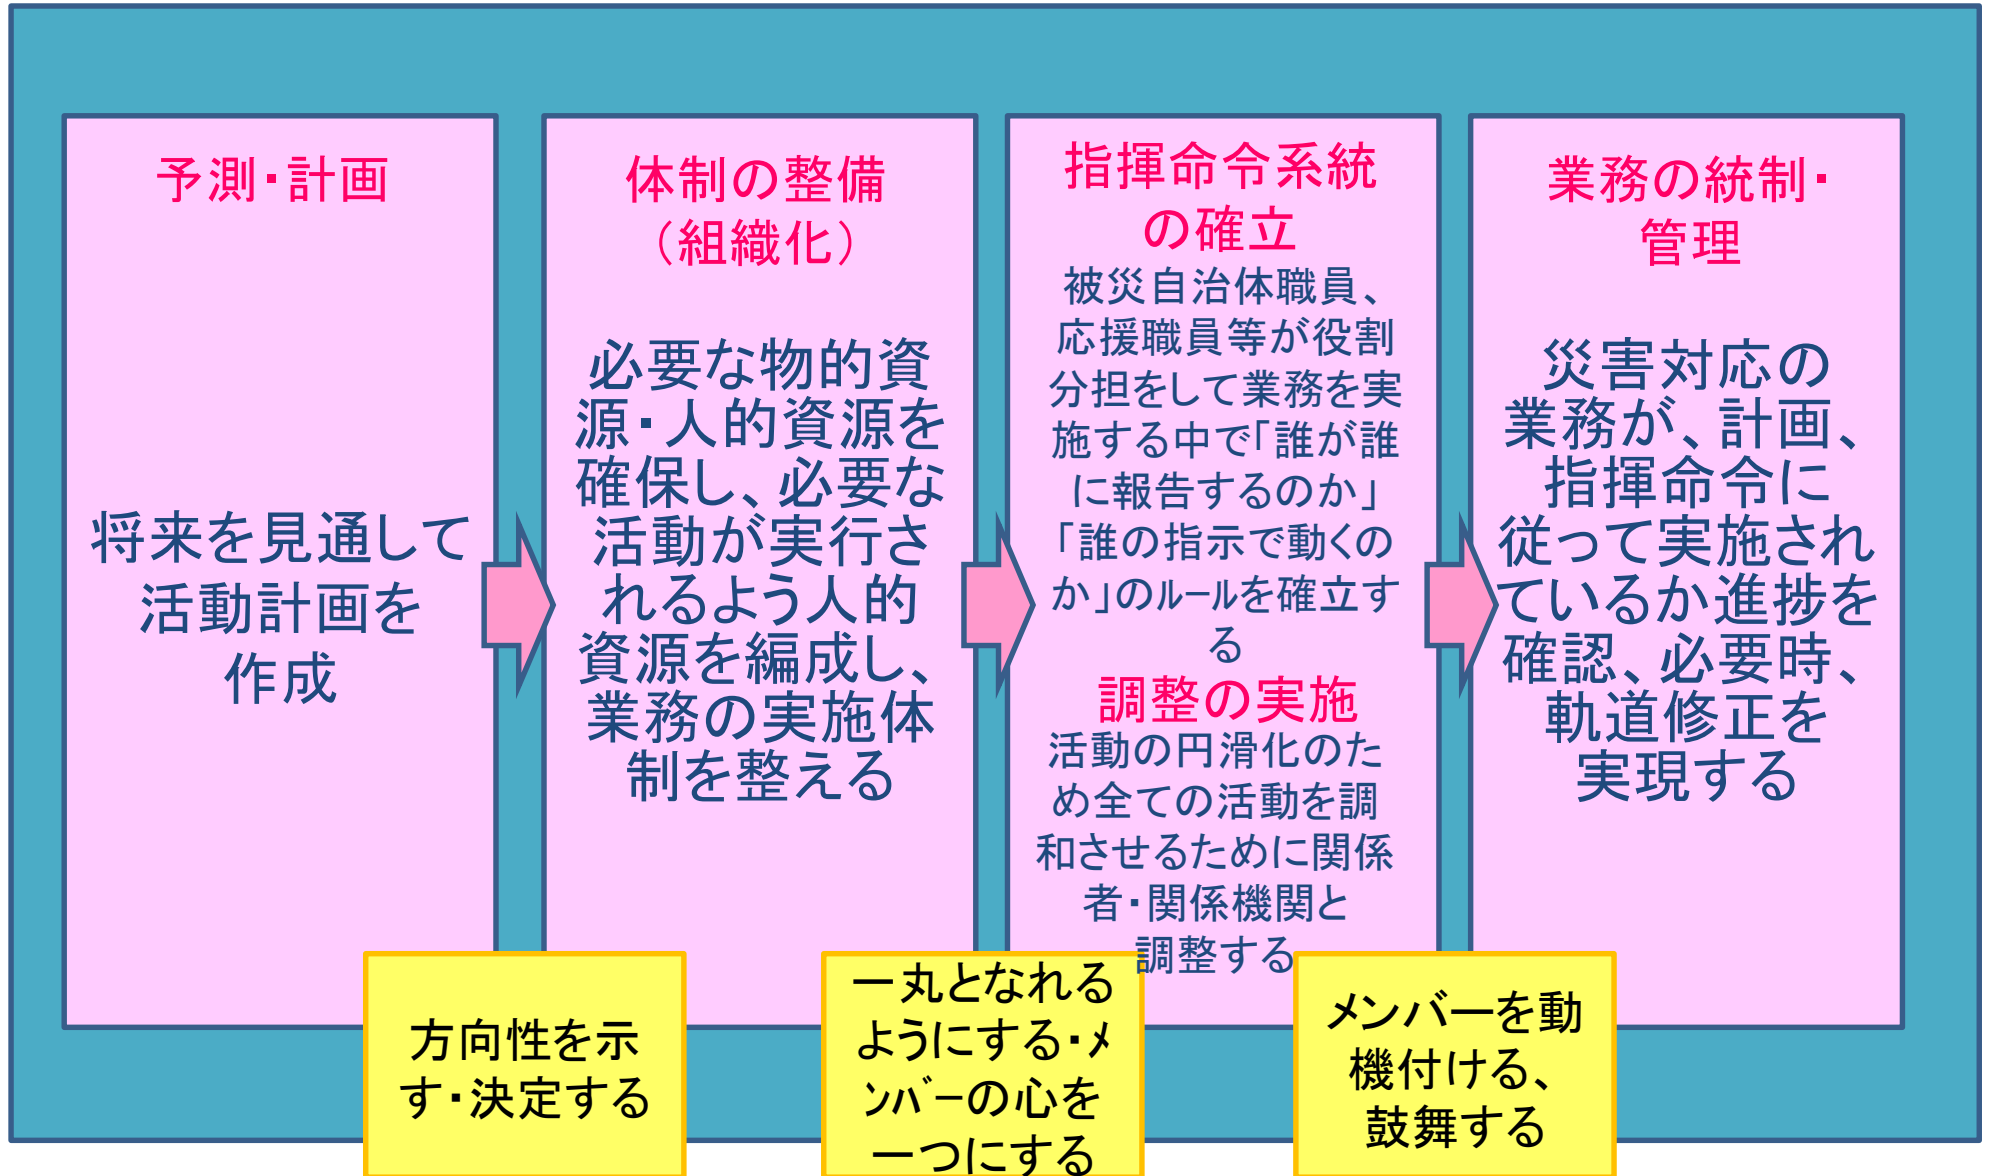 予測・計画
将来を見通して
活動計画を
作成
体制の整備
（組織化）
必要な物的資
源・人的資源を
確保し、必要な
活動が実行さ
れるよう人的
資源を編成し、
業務の実施体
制を整える
指揮命令系統
の確立
被災自治体職員、
応援職員等が役割
分担をして業務を実
施する中で「誰が誰
に報告するのか」
「誰の指示で動くの
か」のﾙｰﾙを確立す
る
調整の実施
活動の円滑化のた
め全ての活動を調
和させるために関係
者・関係機関と
調整する
業務の統制・
管理
災害対応の
業務が、計画、
指揮命令に
従って実施され
ているか進捗を
確認、必要時、
軌道修正を
実現する
方向性を示
す・決定する
一丸となれる
ようにする・ﾒ
ﾝﾊﾞｰの心を
一つにする
メンバーを動
機付ける、
鼓舞する